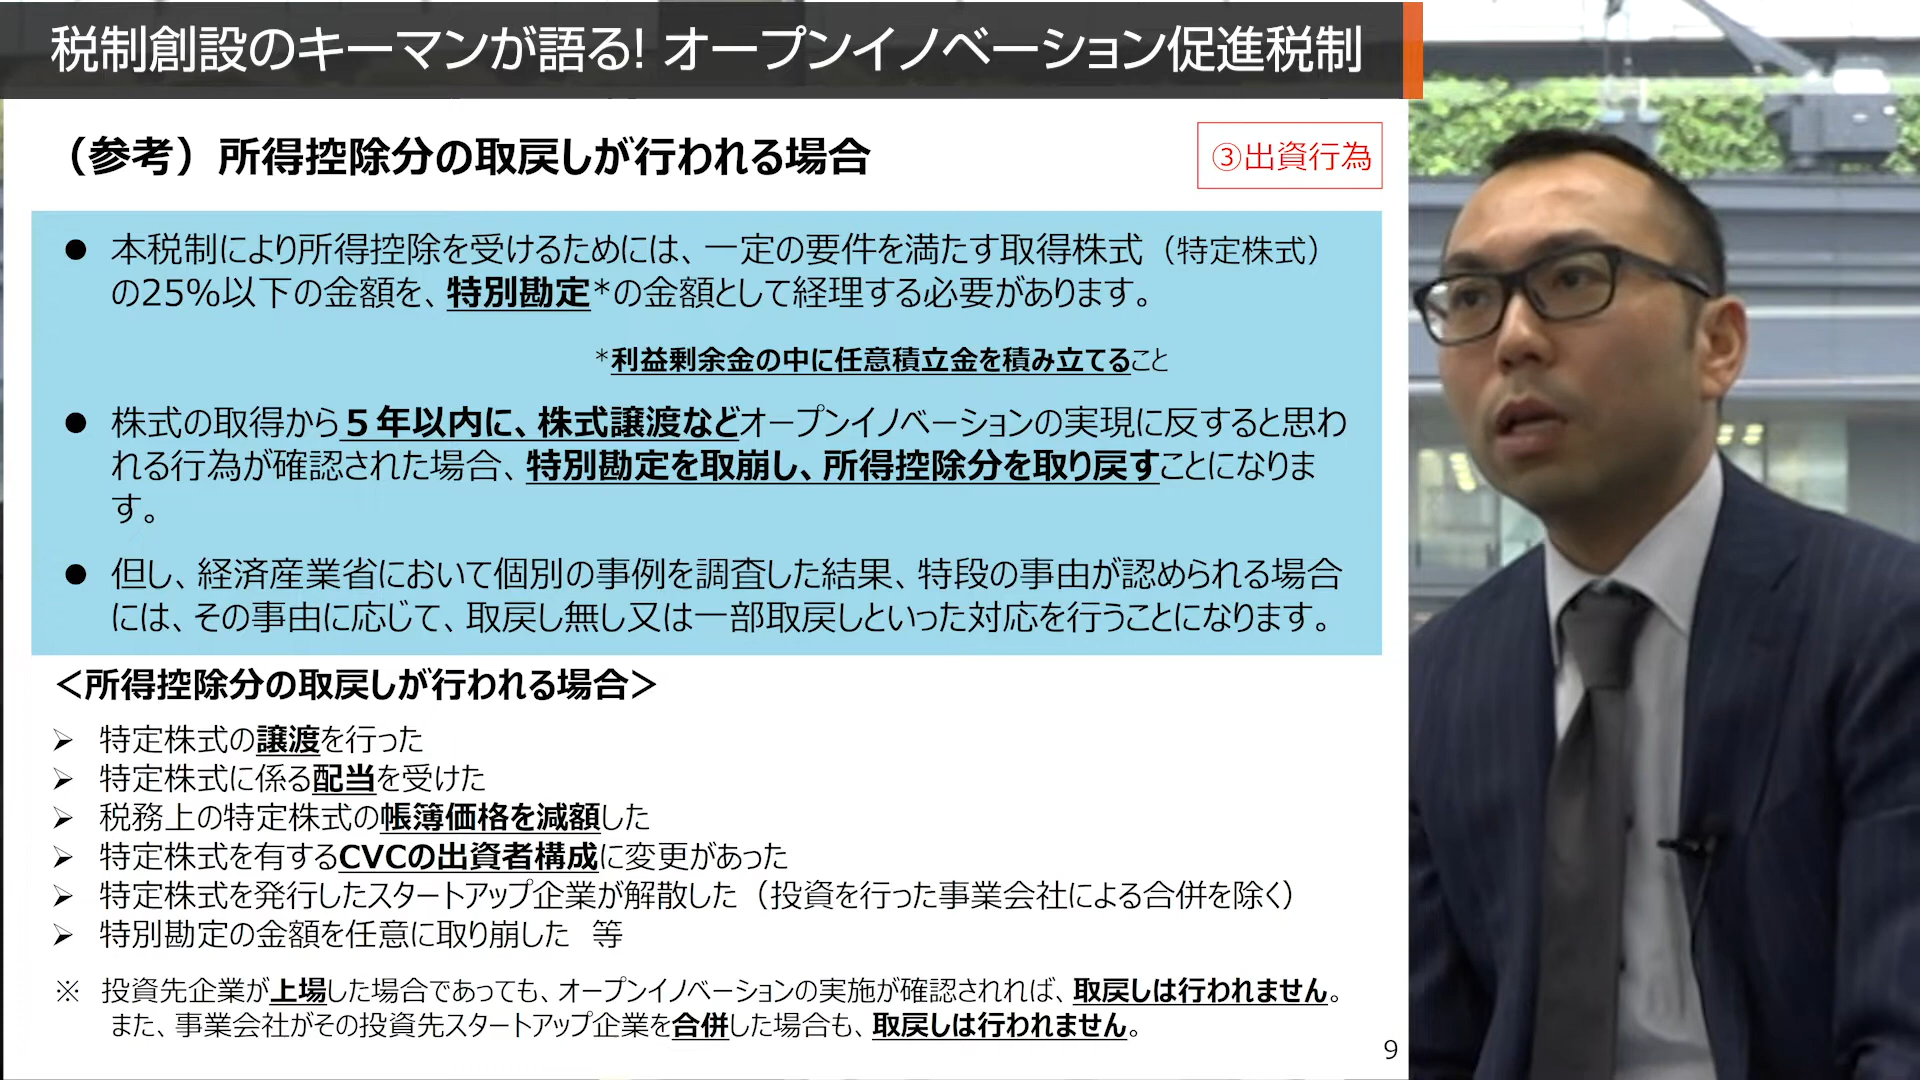 税制創設のキーマンが語る! オープンイノベーション促進税制
（参考）所得控除分の取戻しが行われる場合
③出資行為
● 本税制により所得控除を受けるためには、一定の要件を満たす取得株式（特定株式）
の25%以下の金額を、特別勘定*の金額として経理する必要があります。
*利益剰余金の中に任意積立金を積み立てること
● 株式の取得から５年以内に、株式譲渡などオープンイノベーションの実現に反すると思わ
れる行為が確認された場合、特別勘定を取崩し、所得控除分を取り戻すことになりま
す。
● 但し、経済産業省において個別の事例を調査した結果、特段の事由が認められる場合
には、その事由に応じて、取戻し無し又は一部取戻しといった対応を行うことになります。
＜所得控除分の取戻しが行われる場合＞
➢ 特定株式の譲渡を行った
➢ 特定株式に係る配当を受けた
➢ 税務上の特定株式の帳簿価格を減額した
➢ 特定株式を有するCVCの出資者構成に変更があった
➢ 特定株式を発行したスタートアップ企業が解散した（投資を行った事業会社による合併を除く）
➢ 特別勘定の金額を任意に取り崩した　等
※ 投資先企業が上場した場合であっても、オープンイノベーションの実施が確認されれば、取戻しは行われません。
また、事業会社がその投資先スタートアップ企業を合併した場合も、取戻しは行われません。
9